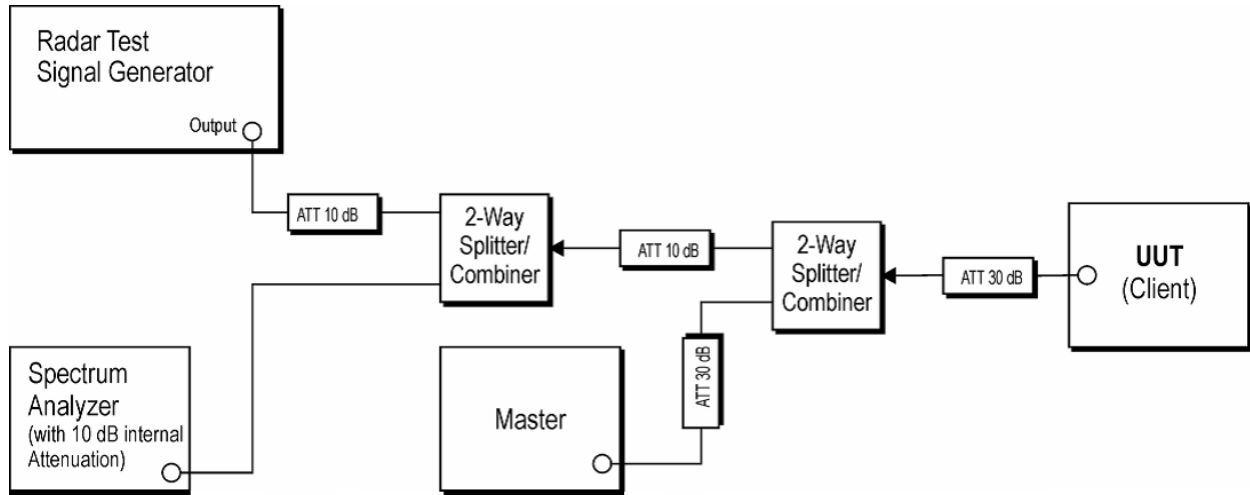 Radar Test
Signal Generator
Output
ATT 10 dB
2-Way
Splitter/
Combiner
ATT 10 dB
2-Way
Splitter/
Combiner
ATT 30 dB
UUT
(Client)
Spectrum
Analyzer
(with 10 dB internal
Attenuation)
Master
ATT 30 dB